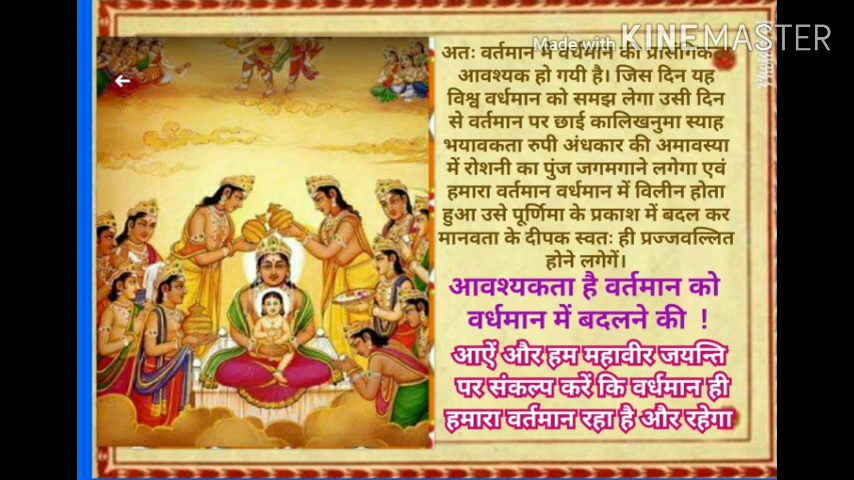 Made with KINEMASTER
अतः वर्तमान में वर्धमान की प्रासंगिकता
आवश्यक हो गयी है। जिस दिन यह
विश्व वर्धमान को समझ लेगा उसी दिन
से वर्तमान पर छाई कालिखनुमा स्याह
भयावकता रुपी अंधकार की अमावस्या
में रोशनी का पुंज जगमगाने लगेगा एवं
हमारा वर्तमान वर्धमान में विलीन होता
हुआ उसे पूर्णिमा के प्रकाश में बदल कर
मानवता के दीपक स्वतः ही प्रज्जवल्लित
होने लगेगें।
आवश्यकता है वर्तमान को
वर्धमान में बदलने की !
आऐं और हम महावीर जयन्ति
पर संकल्प करें कि वर्धमान ही
हमारा वर्तमान रहा है और रहेगा